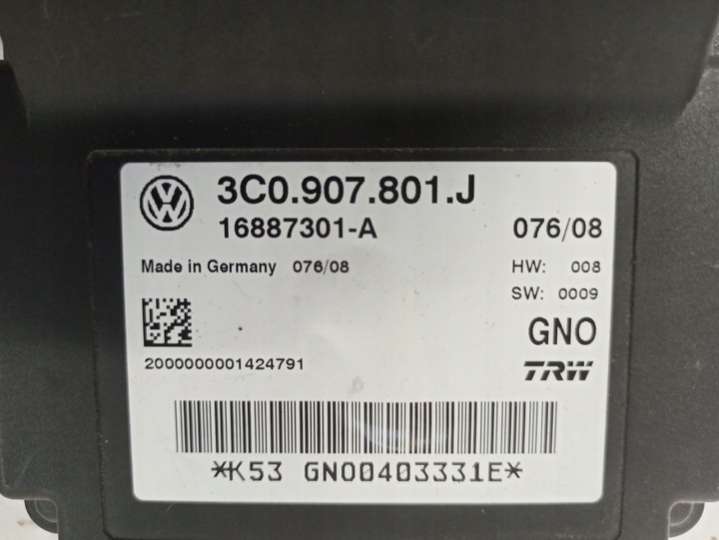 3C0.907.801.J
16887301-A 076/08
Made in Germany 076/08 HW: 008
SW: 0009
GNO
2000000001424791 TRW
*K53 GNO0403331E*